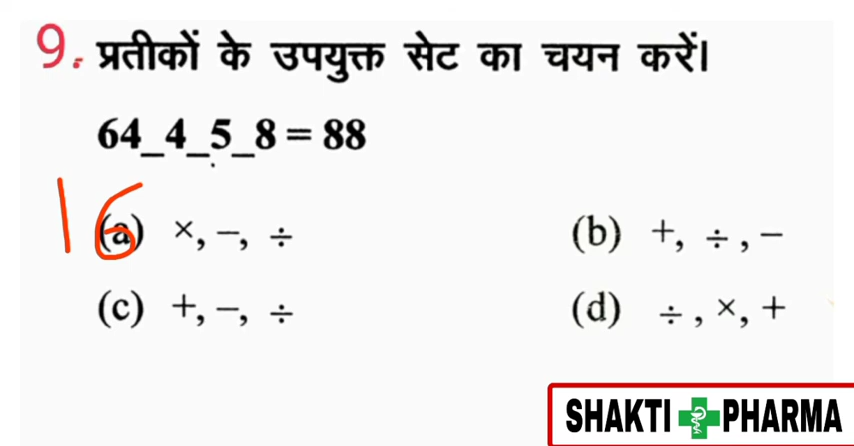 9. प्रतीकों के उपयुक्त सेट का चयन करें।
64_4_5_8 = 88
16
(a) ×, –, ÷
(b) +, ÷, –
(c) +, –, ÷
(d) ÷, ×, +
SHAKTI PHARMA